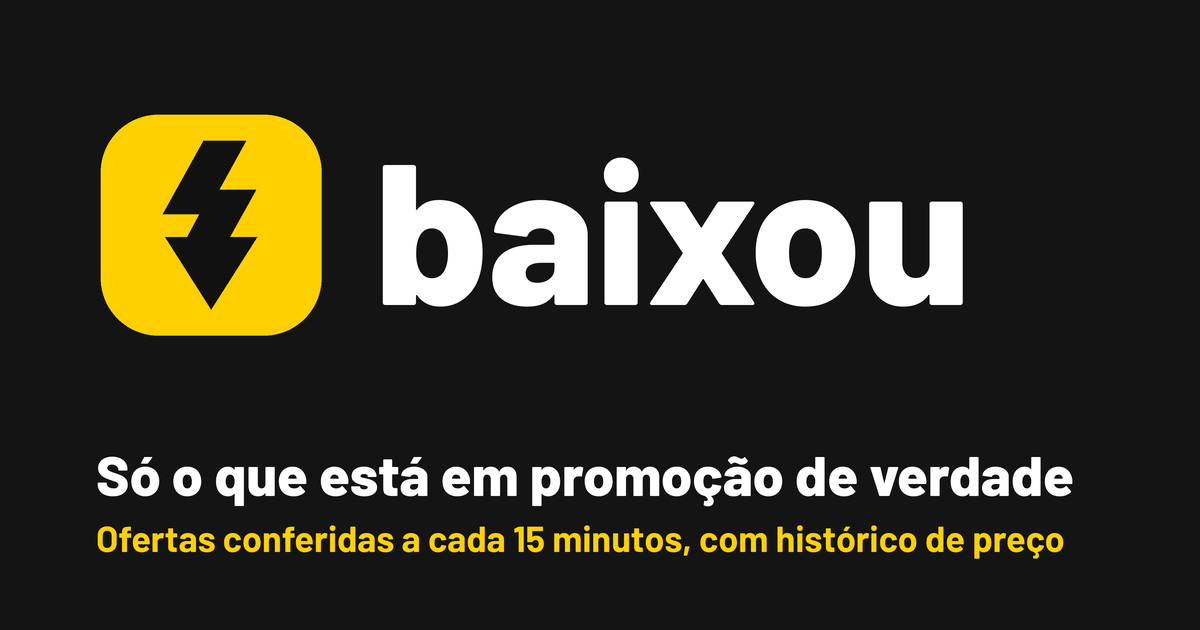 baixou
Só o que está em promoção de verdade
Ofertas conferidas a cada 15 minutos, com histórico de preço